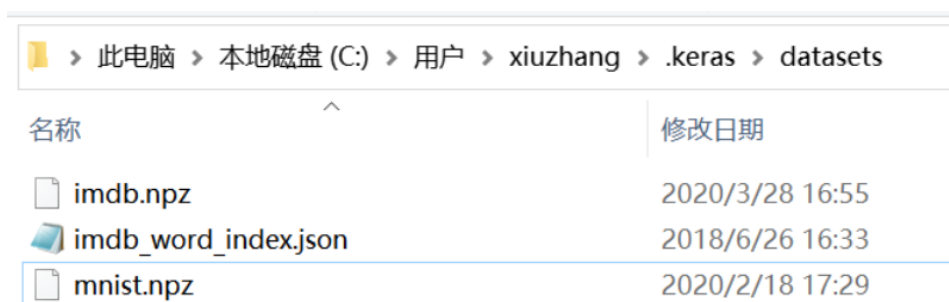 此电脑 > 本地磁盘 (C:) > 用户 > xiuzhang > .keras > datasets
名称 修改日期
imdb.npz 2020/3/28 16:55
imdb_word_index.json 2018/6/26 16:33
mnist.npz 2020/2/18 17:29